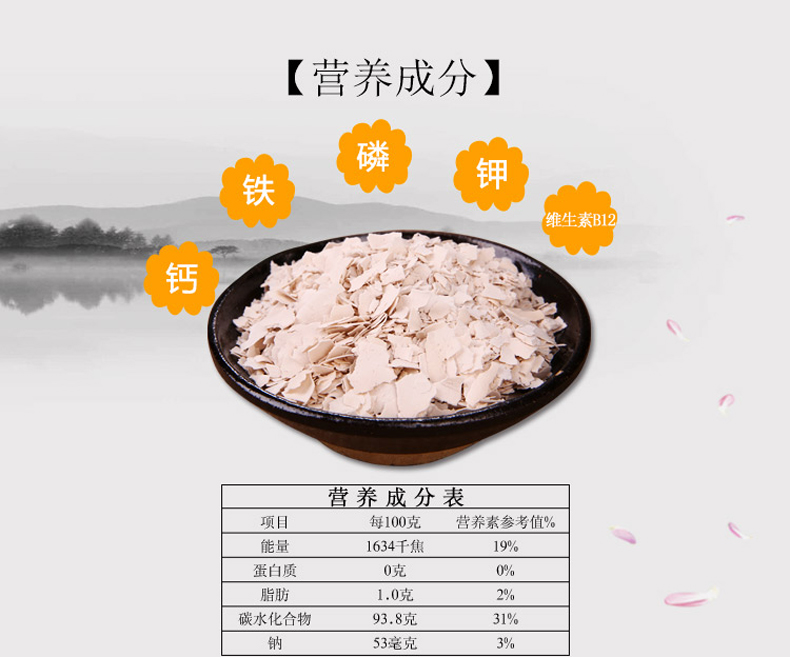 【营养成分】
磷
钾
铁
维生素B12
钙
营养成分表
项目 每100克 营养素参考值%
能量 1634千焦 19%
蛋白质 0克 0%
脂肪 1.0克 2%
碳水化合物 93.8克 31%
钠 53毫克 3%